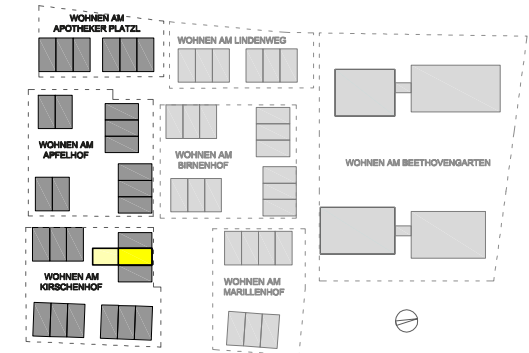 WOHNEN AM
APOTHEKER PLATZL
WOHNEN AM LINDENWEG
WOHNEN AM
APFELHOF
WOHNEN AM
BIRNENHOF
WOHNEN AM BEETHOVENGARTEN
WOHNEN AM
KIRSCHENHOF
WOHNEN AM
MARILLENHOF